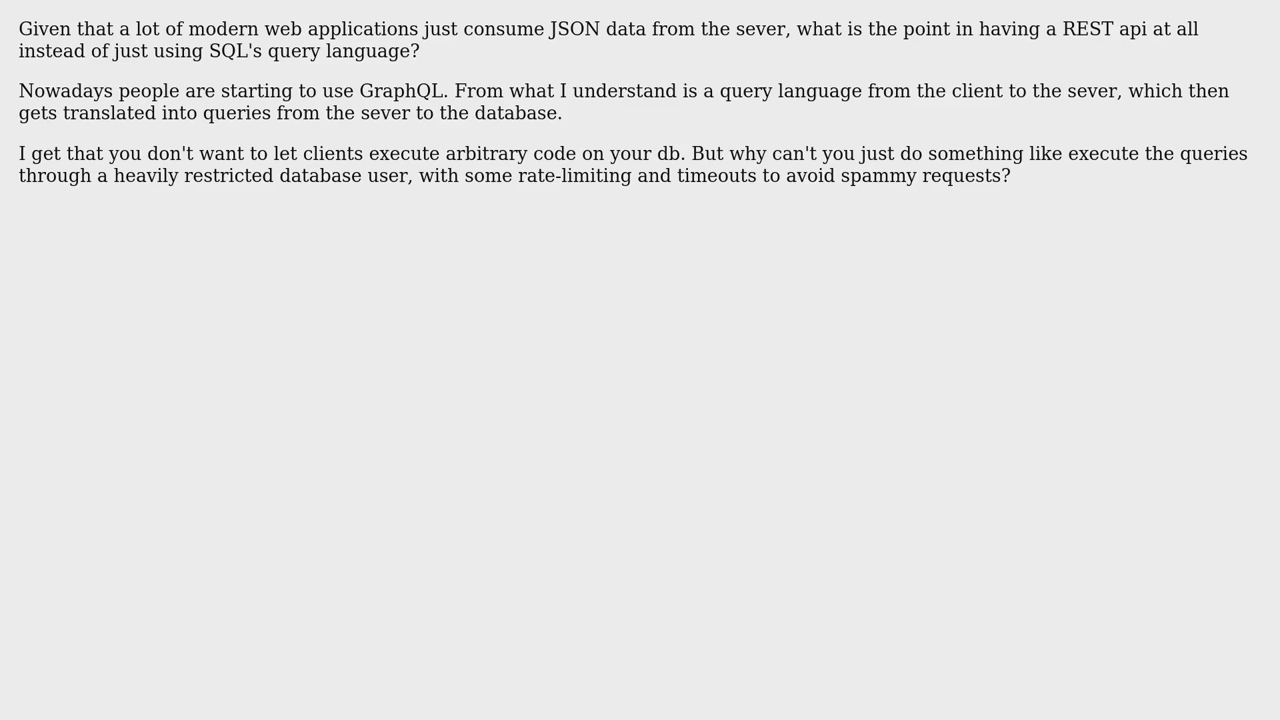 Given that a lot of modern web applications just consume JSON data from the sever, what is the point in having a REST api at all
instead of just using SQL's query language?
Nowadays people are starting to use GraphQL. From what I understand is a query language from the client to the sever, which then
gets translated into queries from the sever to the database.
I get that you don't want to let clients execute arbitrary code on your db. But why can't you just do something like execute the queries
through a heavily restricted database user, with some rate-limiting and timeouts to avoid spammy requests?